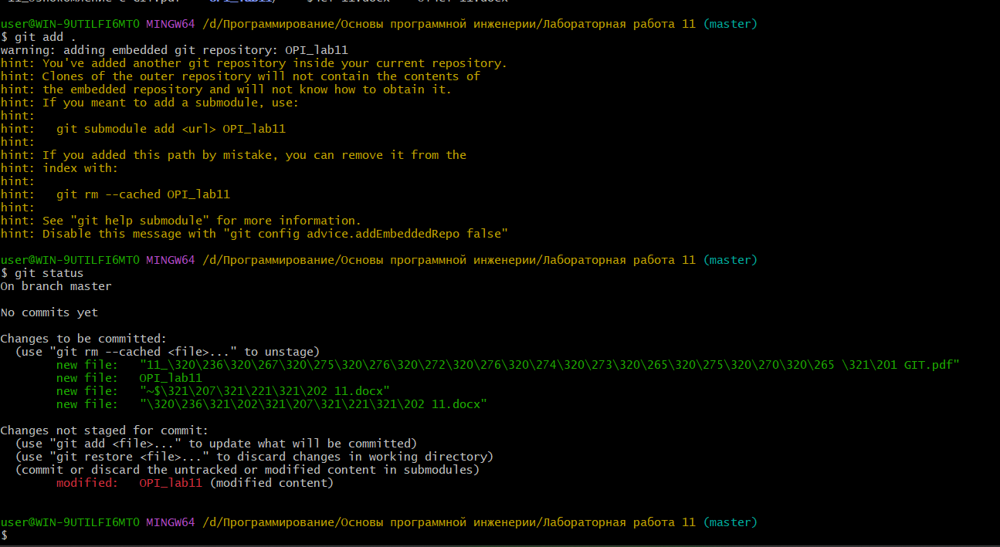 user@WIN-9UTILFI6MTO MINGW64 /d/Программирование/Основы программной инженерии/Лабораторная работа 11 (master)
$ git add .
warning: adding embedded git repository: OPI_lab11
hint: You've added another git repository inside your current repository.
hint: Clones of the outer repository will not contain the contents of
hint: the embedded repository and will not know how to obtain it.
hint: If you meant to add a submodule, use:
hint:
hint:   git submodule add <url> OPI_lab11
hint:
hint: If you added this path by mistake, you can remove it from the
hint: index with:
hint:
hint:   git rm --cached OPI_lab11
hint:
hint: See "git help submodule" for more information.
hint: Disable this message with "git config advice.addEmbeddedRepo false"
user@WIN-9UTILFI6MTO MINGW64 /d/Программирование/Основы программной инженерии/Лабораторная работа 11 (master)
$ git status
On branch master
No commits yet
Changes to be committed:
  (use "git rm --cached <file>..." to unstage)
        new file:   "11_\320\236\320\267\320\275\320\276\320\272\320\276\320\274\320\273\320\265\320\275\320\270\320\265 \321\201 GIT.pdf"
        new file:   OPI_lab11
        new file:   "~$\321\207\321\221\321\202 11.docx"
        new file:   "\320\236\321\202\321\207\321\221\321\202 11.docx"
Changes not staged for commit:
  (use "git add <file>..." to update what will be committed)
  (use "git restore <file>..." to discard changes in working directory)
  (commit or discard the untracked or modified content in submodules)
        modified:   OPI_lab11 (modified content)
user@WIN-9UTILFI6MTO MINGW64 /d/Программирование/Основы программной инженерии/Лабораторная работа 11 (master)
$